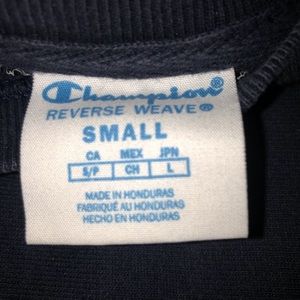 Champion
REVERSE WEAVE®
SMALL
CA MEX JPN
S/P CH L
MADE IN HONDURAS
FABRIQUÉ AU HONDURAS
HECHO EN HONDURAS